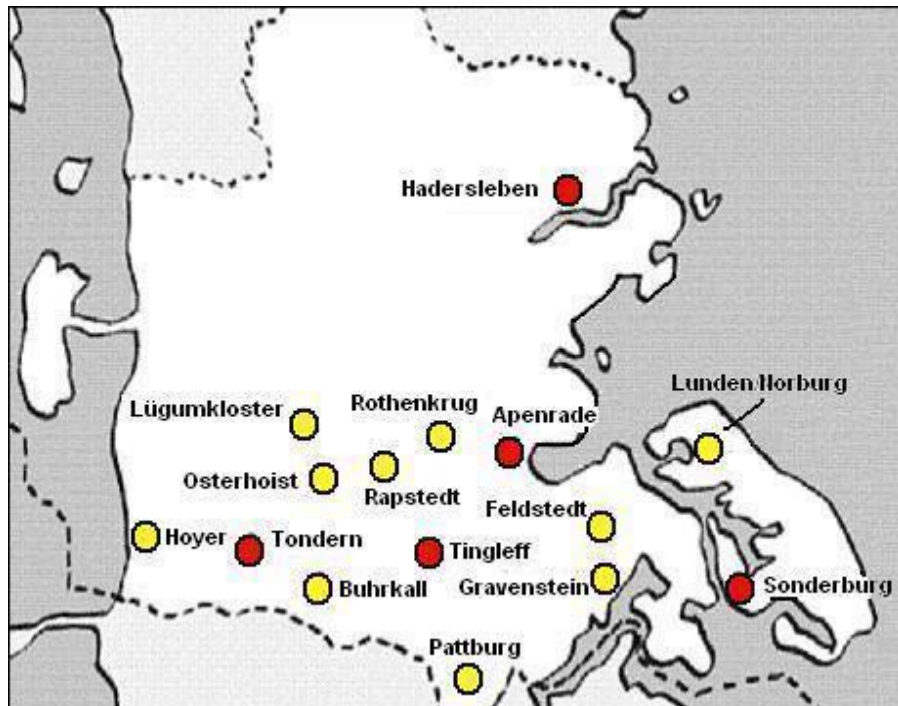 Hadersleben
Lunden/Norburg
Lügumkloster
Rothenkrug
Apenrade
Osterhoist
Rapstedt
Feldstedt
Hoyer
Tondern
Tingleff
Buhrkall
Gravenstein
Sonderburg
Pattburg